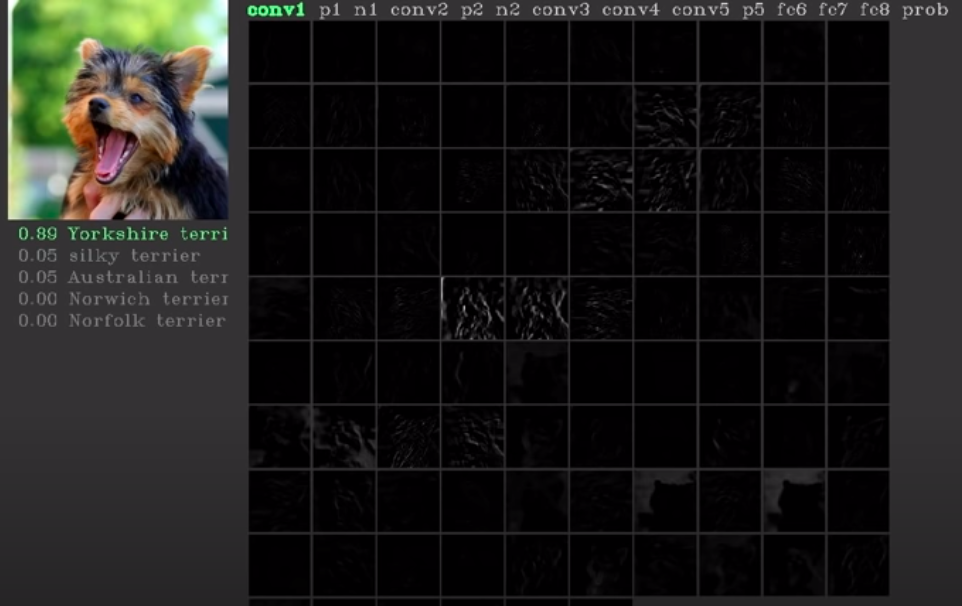 conv1 p1 n1 conv2 p2 n2 conv3 conv4 conv5 p5 fc6 fc7 fc8 prob
0.89 Yorkshire terri
0.05 silky terrier
0.05 Australian terr
0.00 Norwich terrier
0.00 Norfolk terrier